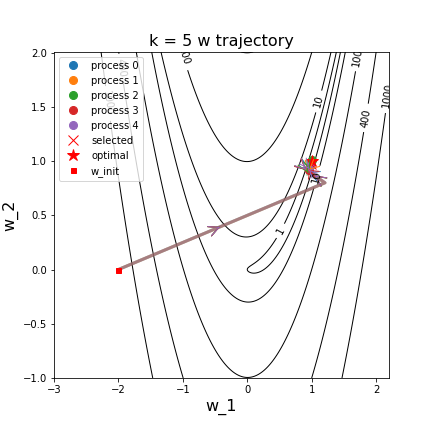 k = 5 w trajectory
process 0
process 1
process 2
process 3
process 4
selected
optimal
w_init
100
1000
10
400
1
10
2.0
1.5
1.0
0.5
0.0
−0.5
−1.0
w_2
−3
−2
−1
0
1
2
w_1